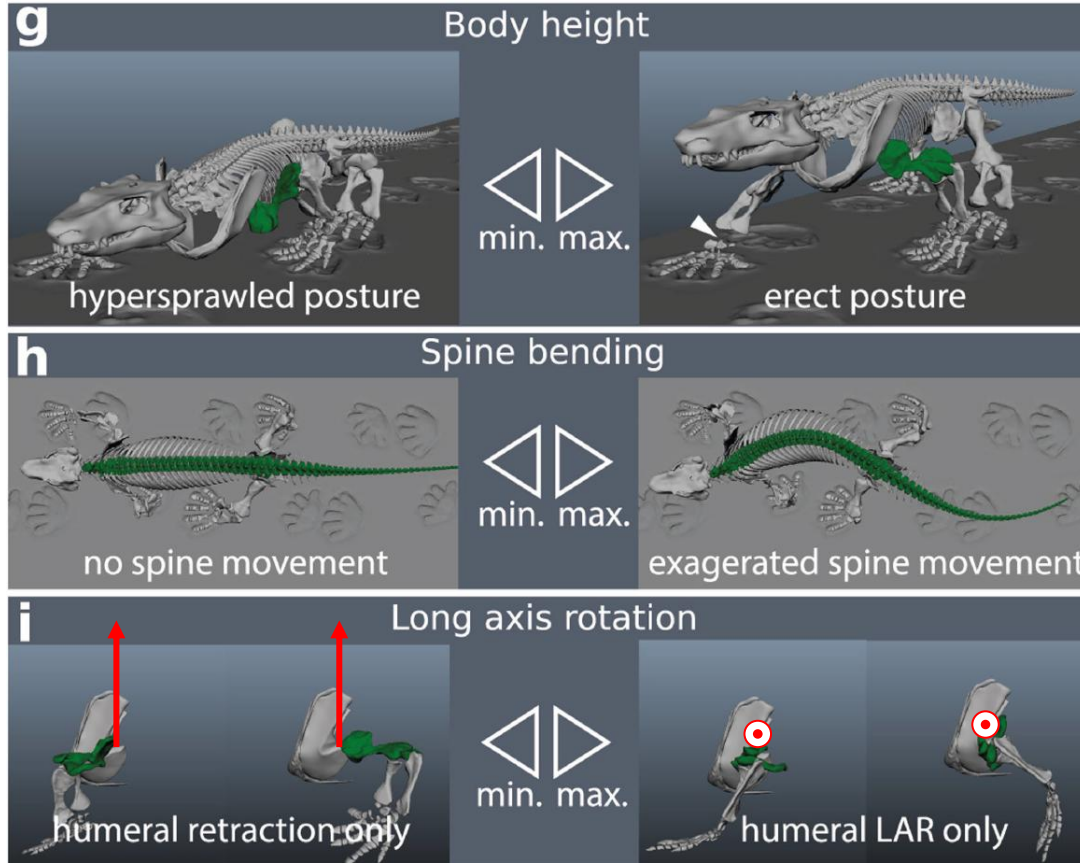 g
Body height
min. max.
hypersprawled posture
erect posture
h
Spine bending
min. max.
no spine movement
exagerated spine movement
i
Long axis rotation
min. max.
humeral retraction only
humeral LAR only